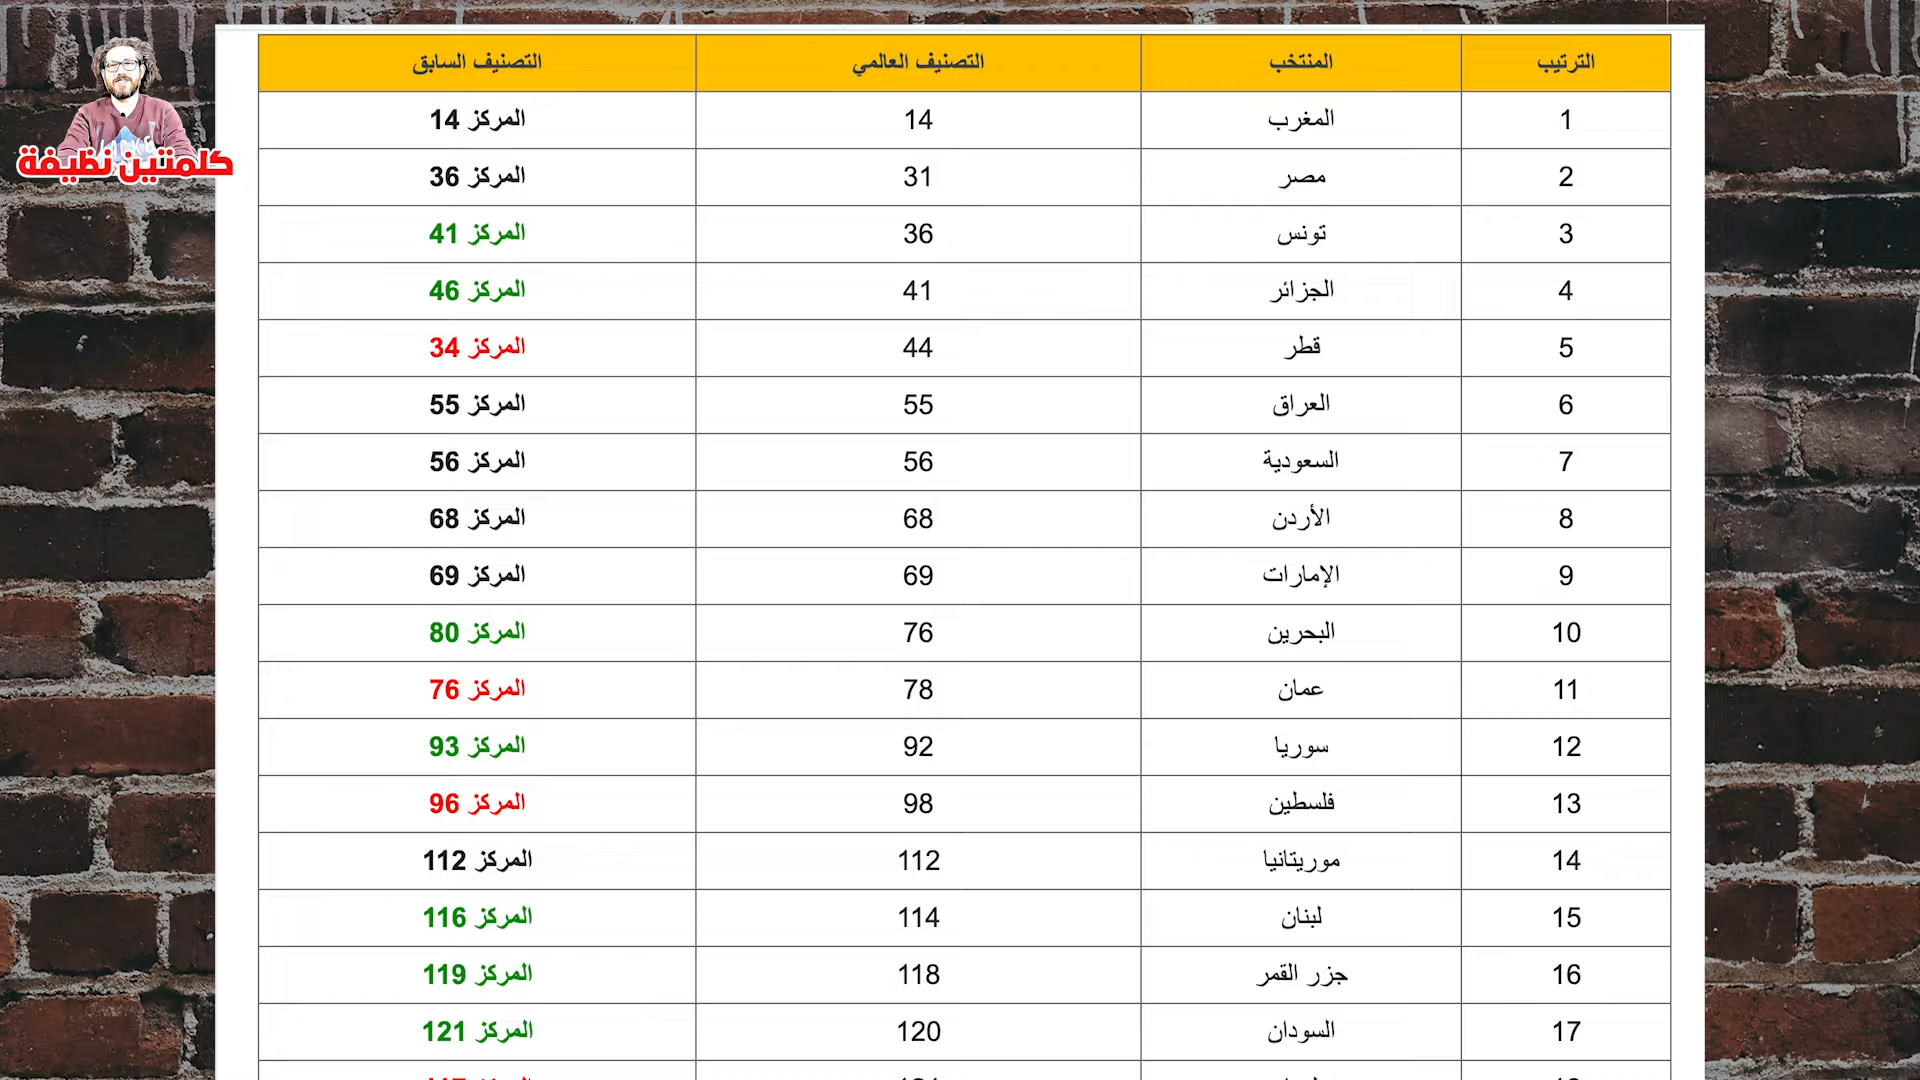 الترتيب المنتخب التصنيف العالمي التصنيف السابق
1 المغرب 14 المركز 14
2 مصر 31 المركز 36
3 تونس 36 المركز 41
4 الجزائر 41 المركز 46
5 قطر 44 المركز 34
6 العراق 55 المركز 55
7 السعودية 56 المركز 56
8 الأردن 68 المركز 68
9 الإمارات 69 المركز 69
10 البحرين 76 المركز 80
11 عمان 78 المركز 76
12 سوريا 92 المركز 93
13 فلسطين 98 المركز 96
14 موريتانيا 112 المركز 112
15 لبنان 114 المركز 116
16 جزر القمر 118 المركز 119
17 السودان 120 المركز 121
كلمتين نظيفة